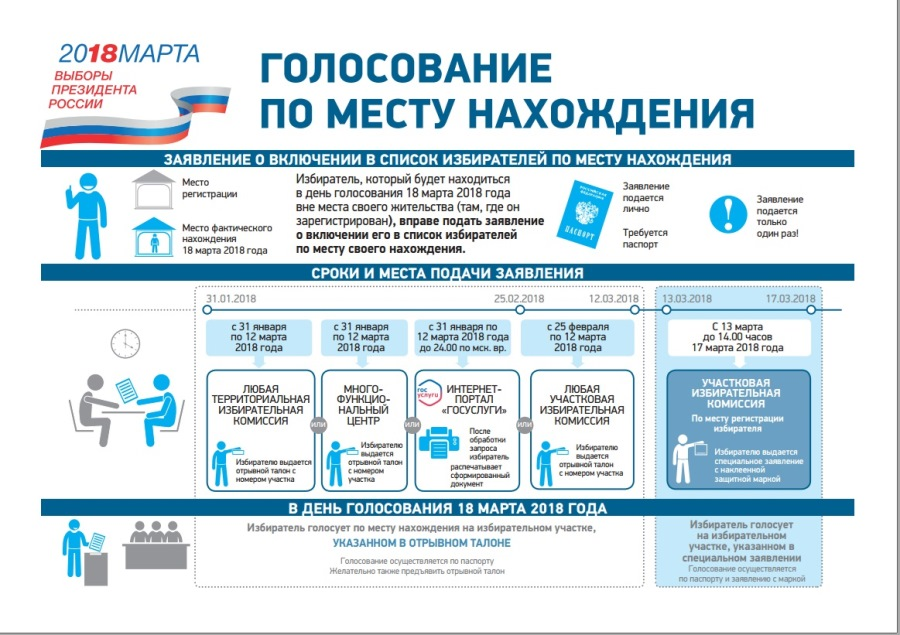 2018МАРТА
ВЫБОРЫ
ПРЕЗИДЕНТА
РОССИИ
ГОЛОСОВАНИЕ
ПО МЕСТУ НАХОЖДЕНИЯ
ЗАЯВЛЕНИЕ О ВКЛЮЧЕНИИ В СПИСОК ИЗБИРАТЕЛЕЙ ПО МЕСТУ НАХОЖДЕНИЯ
Место
регистрации
Место фактического
нахождения
18 марта 2018 года
Избиратель, который будет находиться
в день голосования 18 марта 2018 года
вне места своего жительства (там, где он
зарегистрирован), вправе подать заявление
о включении его в список избирателей
по месту своего нахождения.
ПАСПОРТ
Заявление
подается
лично
Требуется
паспорт
Заявление
подается
только
один раз!
СРОКИ И МЕСТА ПОДАЧИ ЗАЯВЛЕНИЯ
31.01.2018
25.02.2018
12.03.2018
13.03.2018
17.03.2018
с 31 января
по 12 марта
2018 года
с 31 января
по 12 марта
2018 года
с 31 января по
12 марта 2018 года
до 24.00 по мск. вр.
с 25 февраля
по 12 марта
2018 года
С 13 марта
до 14.00 часов
17 марта 2018 года
ЛЮБАЯ
ТЕРРИТОРИАЛЬНАЯ
ИЗБИРАТЕЛЬНАЯ
КОМИССИЯ
Избирателю выдается
отрывной талон с
номером участка
ИЛИ
МНОГО-
ФУНКЦИО-
НАЛЬНЫЙ
ЦЕНТР
Избирателю
выдается
отрывной
талон с
номером
участка
ИЛИ
гос
услуги
ИНТЕРНЕТ-
ПОРТАЛ
«ГОСУСЛУГИ»
После
обработки
запроса
избиратель
распечатывает
сформированный
документ
ИЛИ
ЛЮБАЯ
УЧАСТКОВАЯ
ИЗБИРАТЕЛЬНАЯ
КОМИССИЯ
Избирателю
выдается
отрывной талон
с номером участка
УЧАСТКОВАЯ
ИЗБИРАТЕЛЬНАЯ
КОМИССИЯ
По месту регистрации
избирателя
Избирателю выдается
специальное заявление
с наклеенной
защитной маркой
В ДЕНЬ ГОЛОСОВАНИЯ 18 МАРТА 2018 ГОДА
Избиратель голосует по месту нахождения на избирательном участке,
УКАЗАННОМ В ОТРЫВНОМ ТАЛОНЕ
Голосование осуществляется по паспорту
Желательно также предъявить отрывной талон
Избиратель голосует
на избирательном
участке, указанном в
специальном заявлении
Голосование осуществляется
по паспорту и заявлению с маркой